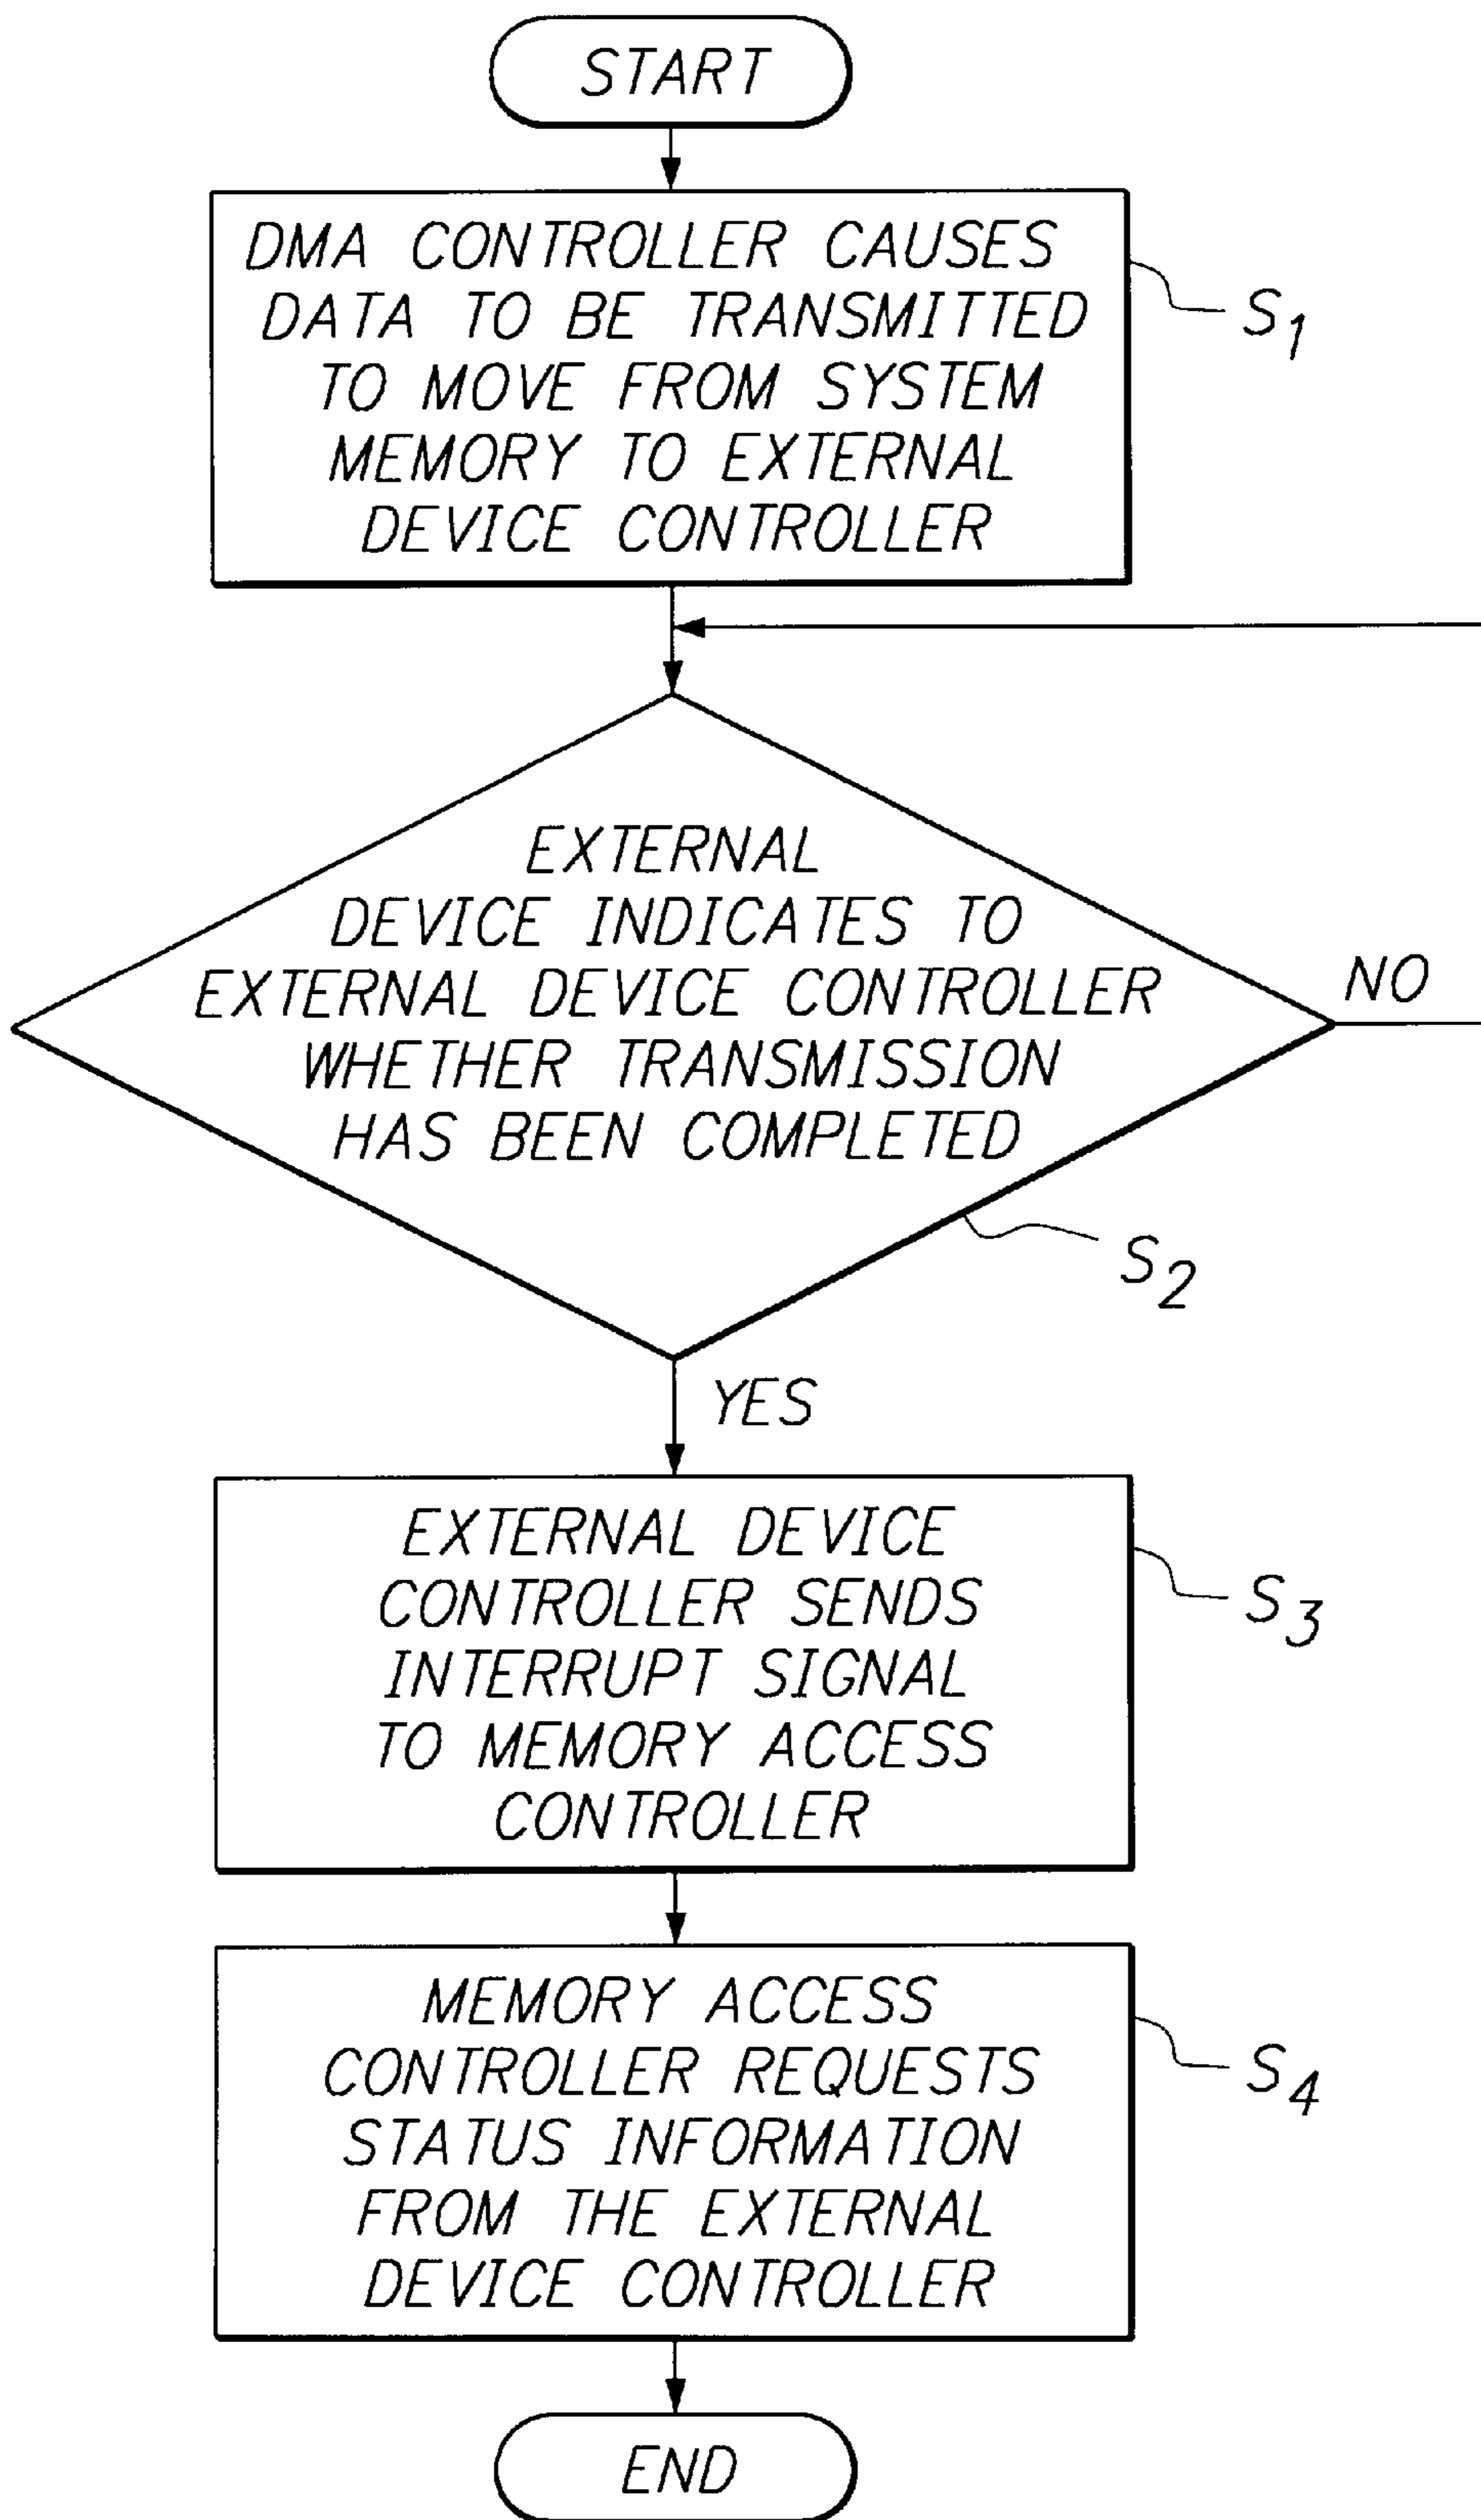 START
DMA CONTROLLER CAUSES
DATA TO BE TRANSMITTED
TO MOVE FROM SYSTEM
MEMORY TO EXTERNAL
DEVICE CONTROLLER
S1
EXTERNAL
DEVICE INDICATES TO
EXTERNAL DEVICE CONTROLLER
WHETHER TRANSMISSION
HAS BEEN COMPLETED
NO
S2
YES
EXTERNAL DEVICE
CONTROLLER SENDS
INTERRUPT SIGNAL
TO MEMORY ACCESS
CONTROLLER
S3
MEMORY ACCESS
CONTROLLER REQUESTS
STATUS INFORMATION
FROM THE EXTERNAL
DEVICE CONTROLLER
S4
END